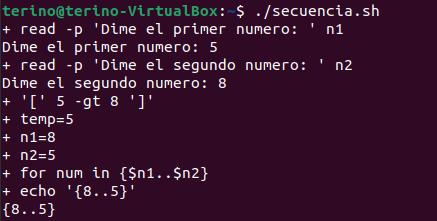 terino@terino-VirtualBox:~$ ./secuencia.sh
+ read -p 'Dime el primer numero: ' n1
Dime el primer numero: 5
+ read -p 'Dime el segundo numero: ' n2
Dime el segundo numero: 8
+ '[' 5 -gt 8 ']'
+ temp=5
+ n1=8
+ n2=5
+ for num in {$n1..$n2}
+ echo '{8..5}'
{8..5}